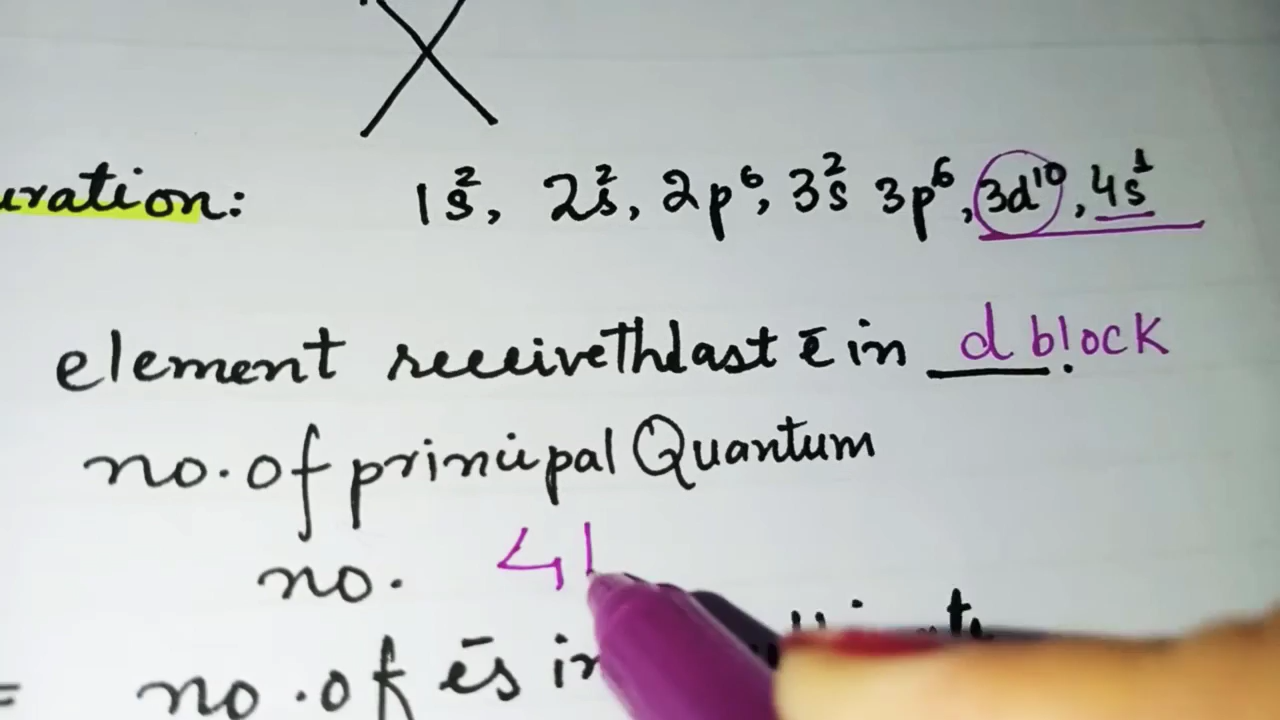 uration: 1s², 2s², 2p⁶, 3s² 3p⁶, 3d¹⁰, 4s¹
element receivethlast ē in d block.
no. of principal Quantum
no. 4
= no. of ēs in